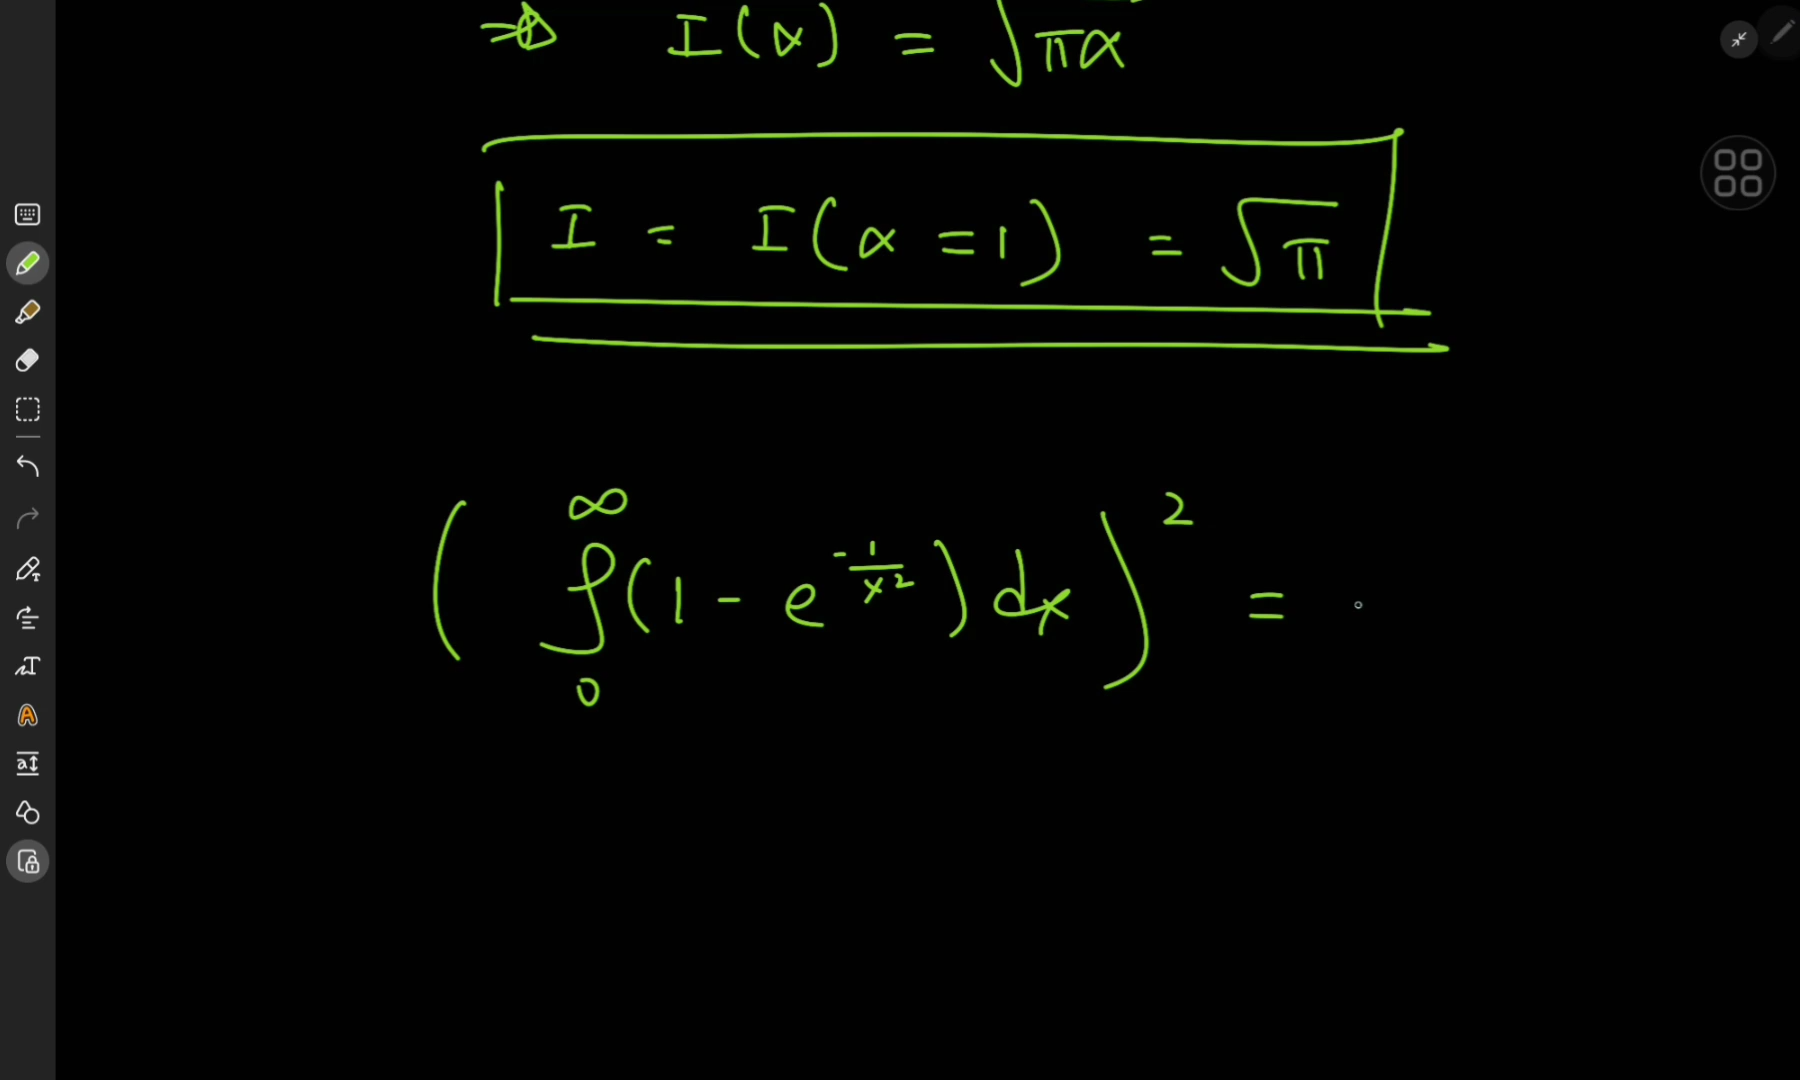 ⇒ I(α) = √πα
I = I(α = 1) = √π
( ∫₀^∞ (1 - e^{-1/x²}) dx )² =